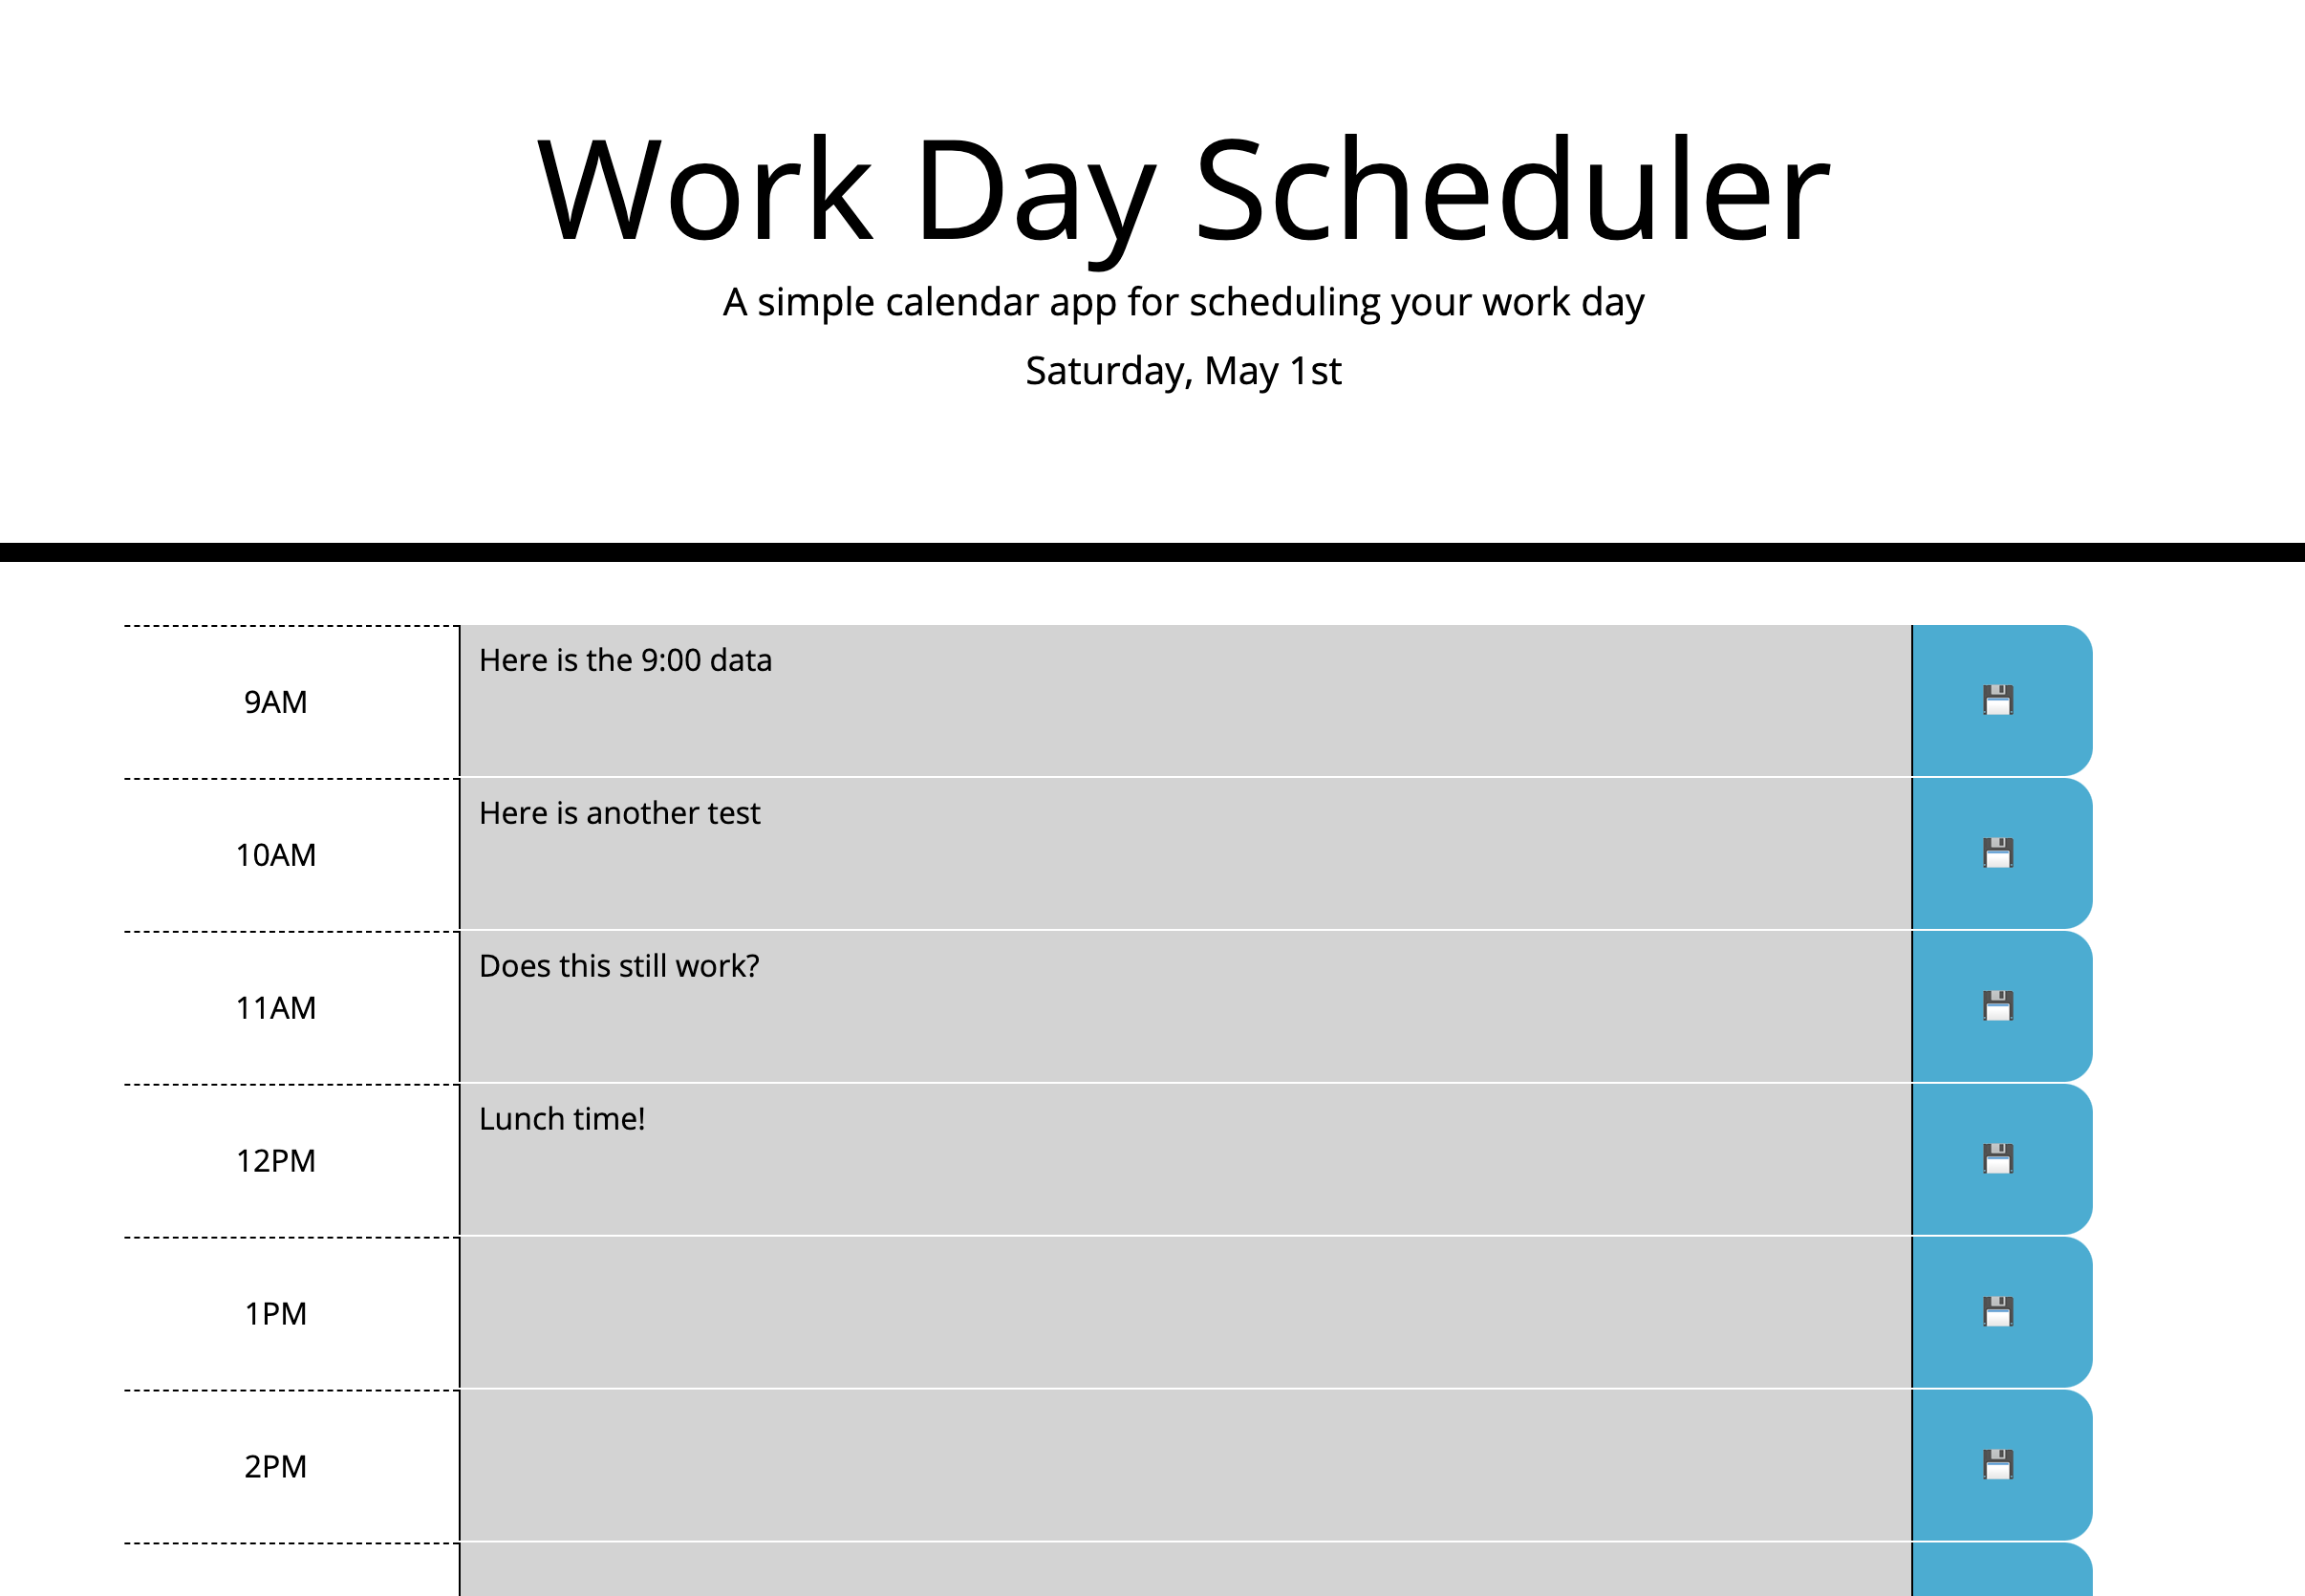 Work Day Scheduler
A simple calendar app for scheduling your work day
Saturday, May 1st
9AM
Here is the 9:00 data
10AM
Here is another test
11AM
Does this still work?
12PM
Lunch time!
1PM
2PM